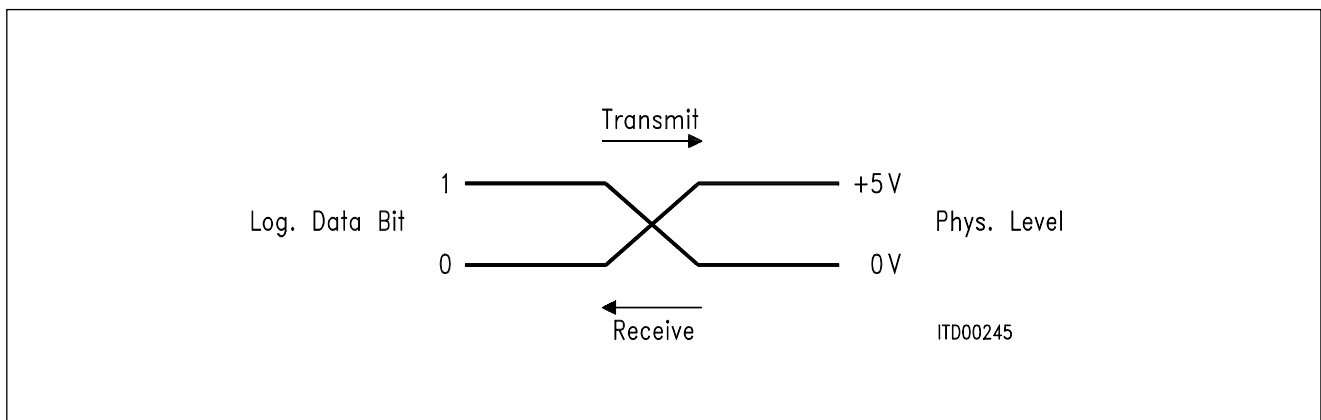 Transmit
1
+5V
Log. Data Bit
Phys. Level
0
0V
Receive
ITD00245